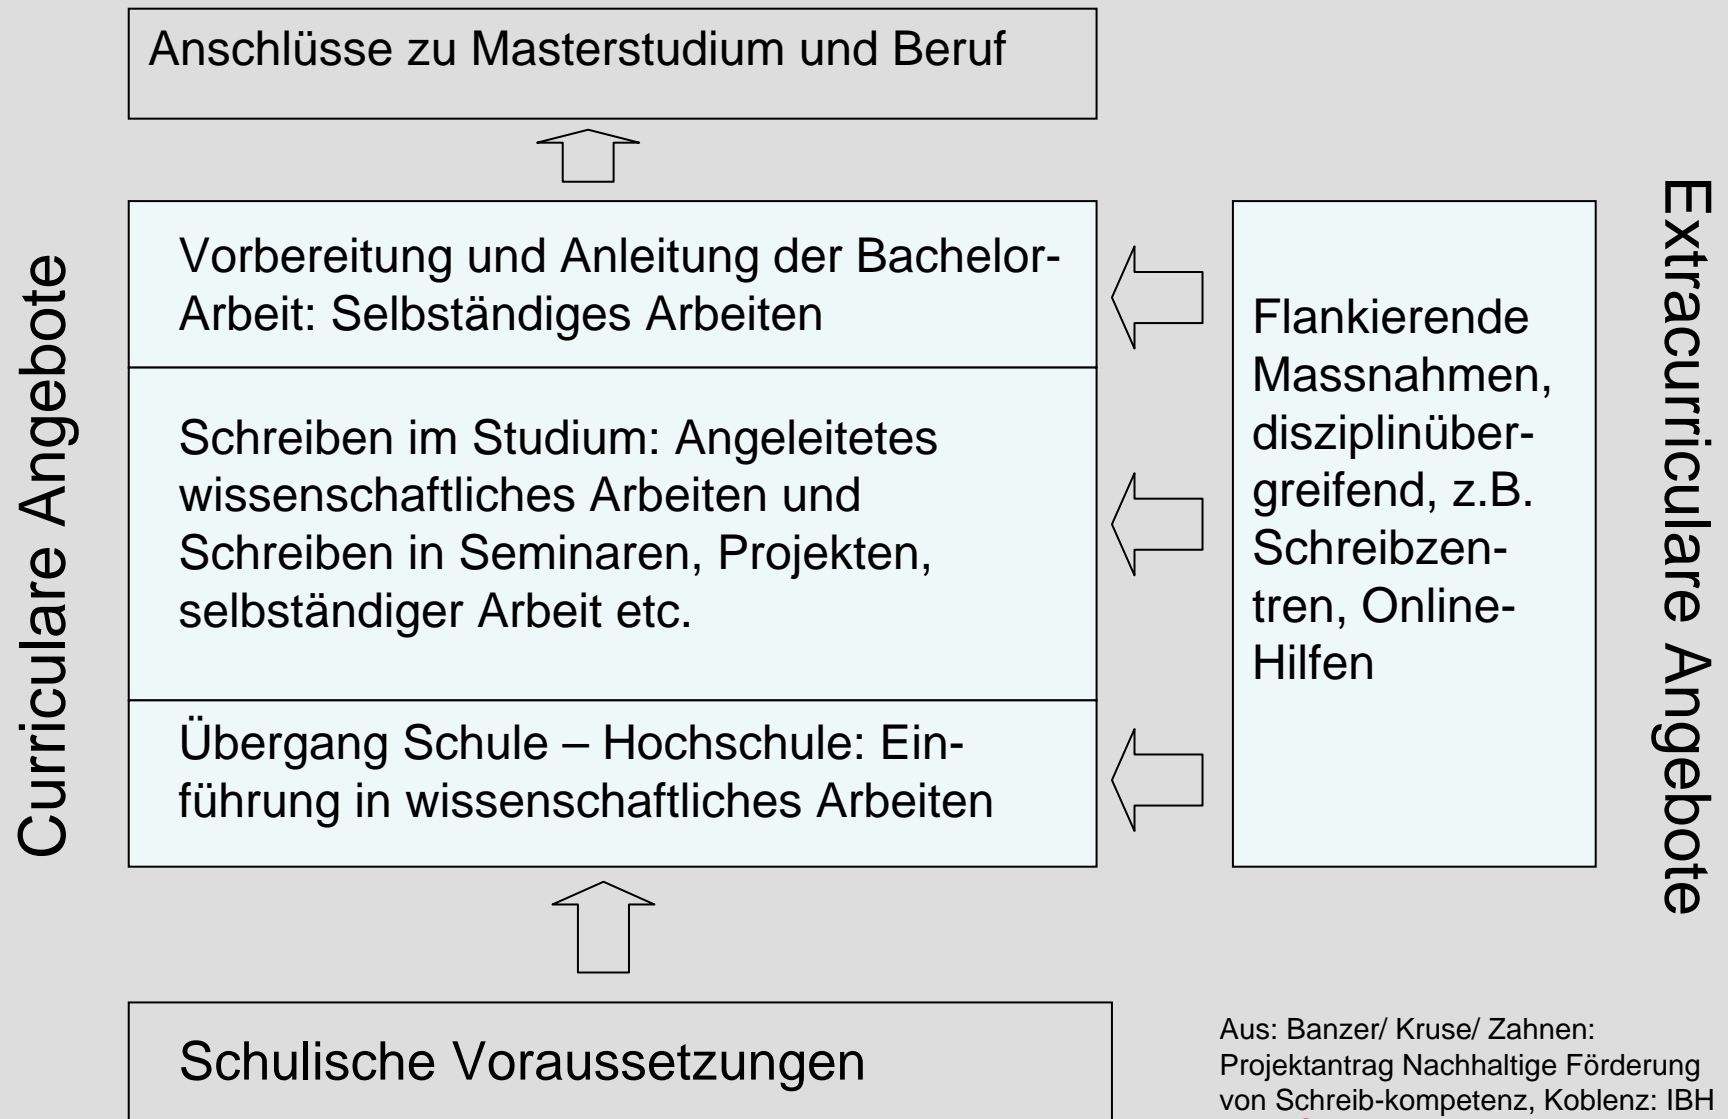 Anschlüsse zu Masterstudium und Beruf
Curriculare Angebote
Vorbereitung und Anleitung der Bachelor-
Arbeit: Selbständiges Arbeiten
Schreiben im Studium: Angeleitetes
wissenschaftliches Arbeiten und
Schreiben in Seminaren, Projekten,
selbständiger Arbeit etc.
Übergang Schule – Hochschule: Ein-
führung in wissenschaftliches Arbeiten
Flankierende
Massnahmen,
disziplinüber-
greifend, z.B.
Schreibzen-
tren, Online-
Hilfen
Extracurriculare Angebote
Schulische Voraussetzungen
Aus: Banzer/ Kruse/ Zahnen:
Projektantrag Nachhaltige Förderung
von Schreib-kompetenz, Koblenz: IBH